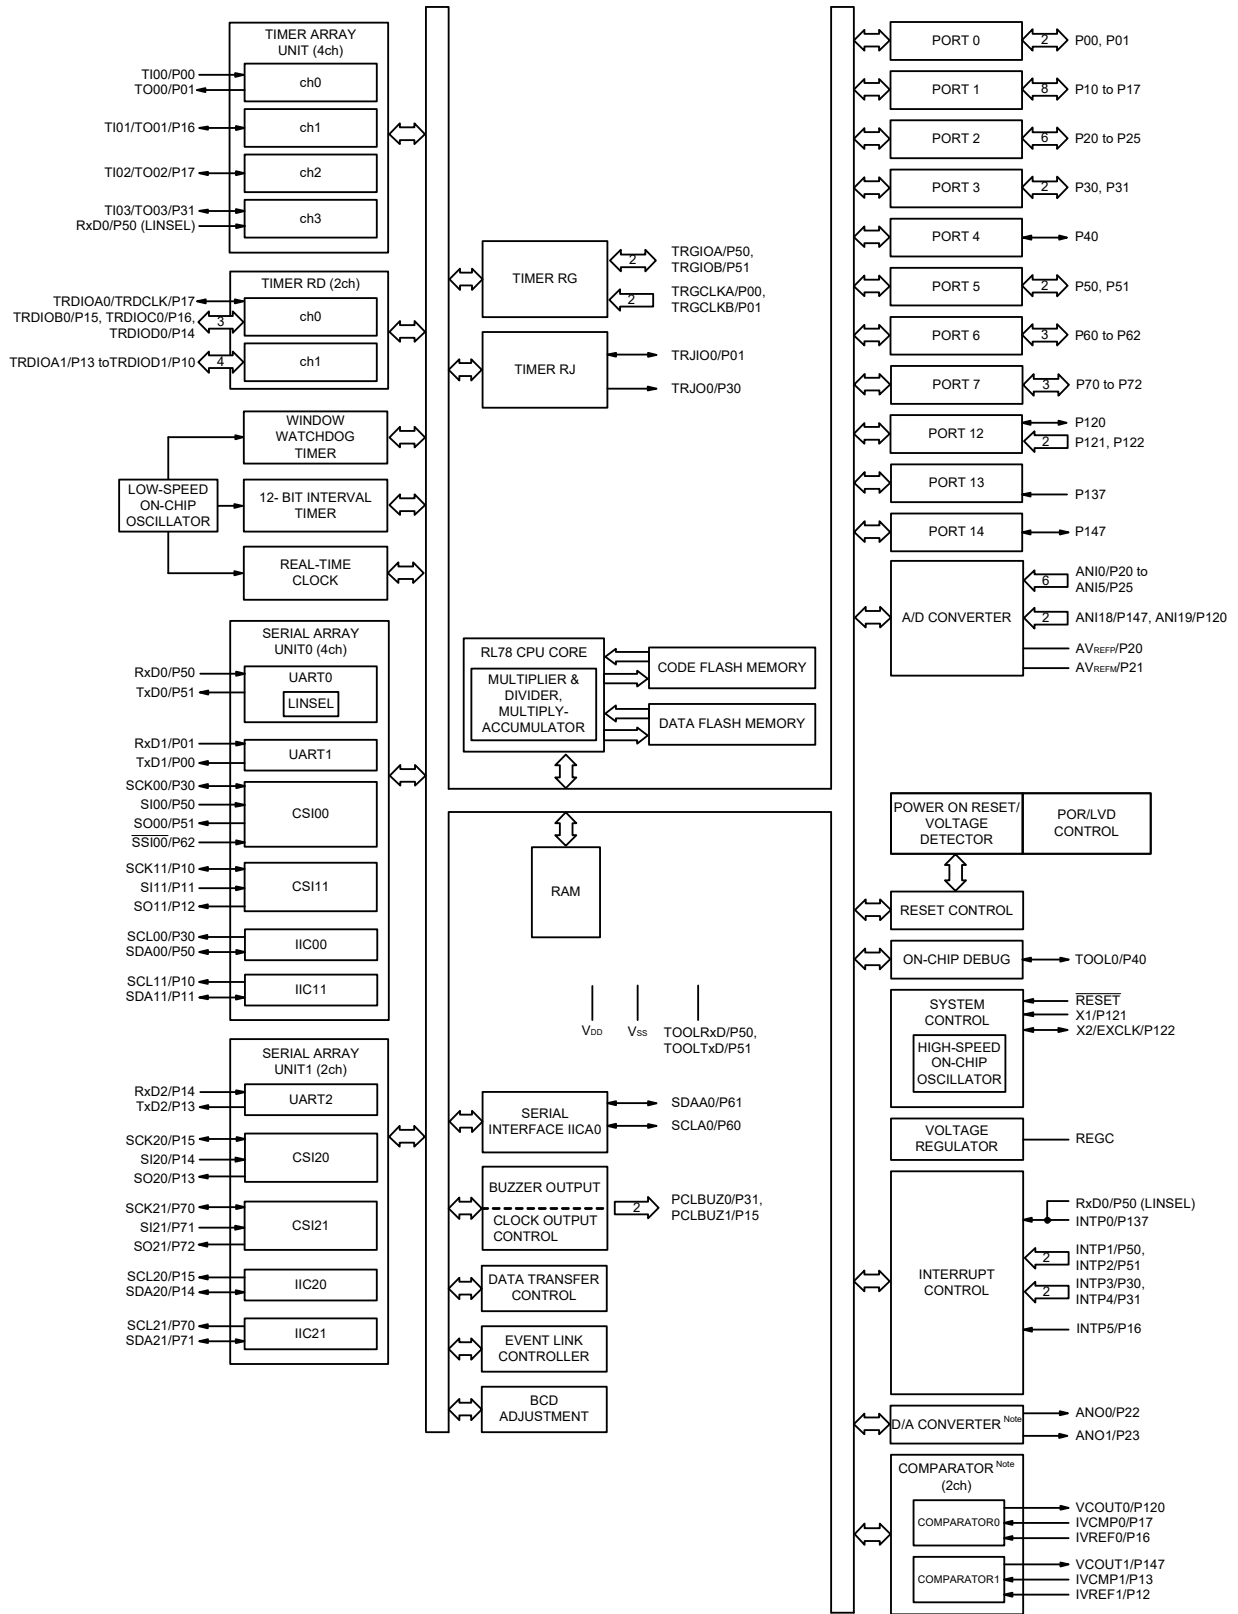 TIMER ARRAY
UNIT (4ch)
TI00/P00
TO00/P01
ch0
TI01/TO01/P16
ch1
TI02/TO02/P17
ch2
TI03/TO03/P31
RxD0/P50 (LINSEL)
ch3
TIMER RD (2ch)
TRDIOA0/TRDCLK/P17
TRDIOB0/P15, TRDIOC0/P16,
TRDIOD0/P14
3
ch0
TRDIOA1/P13 toTRDIOD1/P10
4
ch1
WINDOW
WATCHDOG
TIMER
LOW-SPEED
ON-CHIP
OSCILLATOR
12- BIT INTERVAL
TIMER
REAL-TIME
CLOCK
SERIAL ARRAY
UNIT0 (4ch)
RxD0/P50
TxD0/P51
UART0
LINSEL
RxD1/P01
TxD1/P00
UART1
SCK00/P30
SI00/P50
SO00/P51
SSI00/P62
CSI00
SCK11/P10
SI11/P11
SO11/P12
CSI11
SCL00/P30
SDA00/P50
IIC00
SCL11/P10
SDA11/P11
IIC11
SERIAL ARRAY
UNIT1 (2ch)
RxD2/P14
TxD2/P13
UART2
SCK20/P15
SI20/P14
SO20/P13
CSI20
SCK21/P70
SI21/P71
SO21/P72
CSI21
SCL20/P15
SDA20/P14
IIC20
SCL21/P70
SDA21/P71
IIC21
TIMER RG
2
TRGIOA/P50,
TRGIOB/P51
2
TRGCLKA/P00,
TRGCLKB/P01
TIMER RJ
TRJIO0/P01
TRJO0/P30
RL78 CPU CORE
MULTIPLIER &
DIVIDER,
MULTIPLY-
ACCUMULATOR
CODE FLASH MEMORY
DATA FLASH MEMORY
RAM
VDD
VSS
TOOLRxD/P50,
TOOLTxD/P51
SERIAL
INTERFACE IICA0
SDAA0/P61
SCLA0/P60
BUZZER OUTPUT
CLOCK OUTPUT
CONTROL
2
PCLBUZ0/P31,
PCLBUZ1/P15
DATA TRANSFER
CONTROL
EVENT LINK
CONTROLLER
BCD
ADJUSTMENT
PORT 0
2
P00, P01
PORT 1
8
P10 to P17
PORT 2
6
P20 to P25
PORT 3
2
P30, P31
PORT 4
P40
PORT 5
2
P50, P51
PORT 6
3
P60 to P62
PORT 7
3
P70 to P72
PORT 12
P120
2
P121, P122
PORT 13
P137
PORT 14
P147
A/D CONVERTER
6
ANI0/P20 to
ANI5/P25
2
ANI18/P147, ANI19/P120
AVREFP/P20
AVREFM/P21
POWER ON RESET/
VOLTAGE
DETECTOR
POR/LVD
CONTROL
RESET CONTROL
ON-CHIP DEBUG
TOOL0/P40
SYSTEM
CONTROL
HIGH-SPEED
ON-CHIP
OSCILLATOR
RESET
X1/P121
X2/EXCLK/P122
VOLTAGE
REGULATOR
REGC
INTERRUPT
CONTROL
RxD0/P50 (LINSEL)
INTP0/P137
2
INTP1/P50,
INTP2/P51
2
INTP3/P30,
INTP4/P31
INTP5/P16
D/A CONVERTER Note
ANO0/P22
ANO1/P23
COMPARATOR Note
(2ch)
COMPARATOR0
VCOUT0/P120
IVCMP0/P17
IVREF0/P16
COMPARATOR1
VCOUT1/P147
IVCMP1/P13
IVREF1/P12